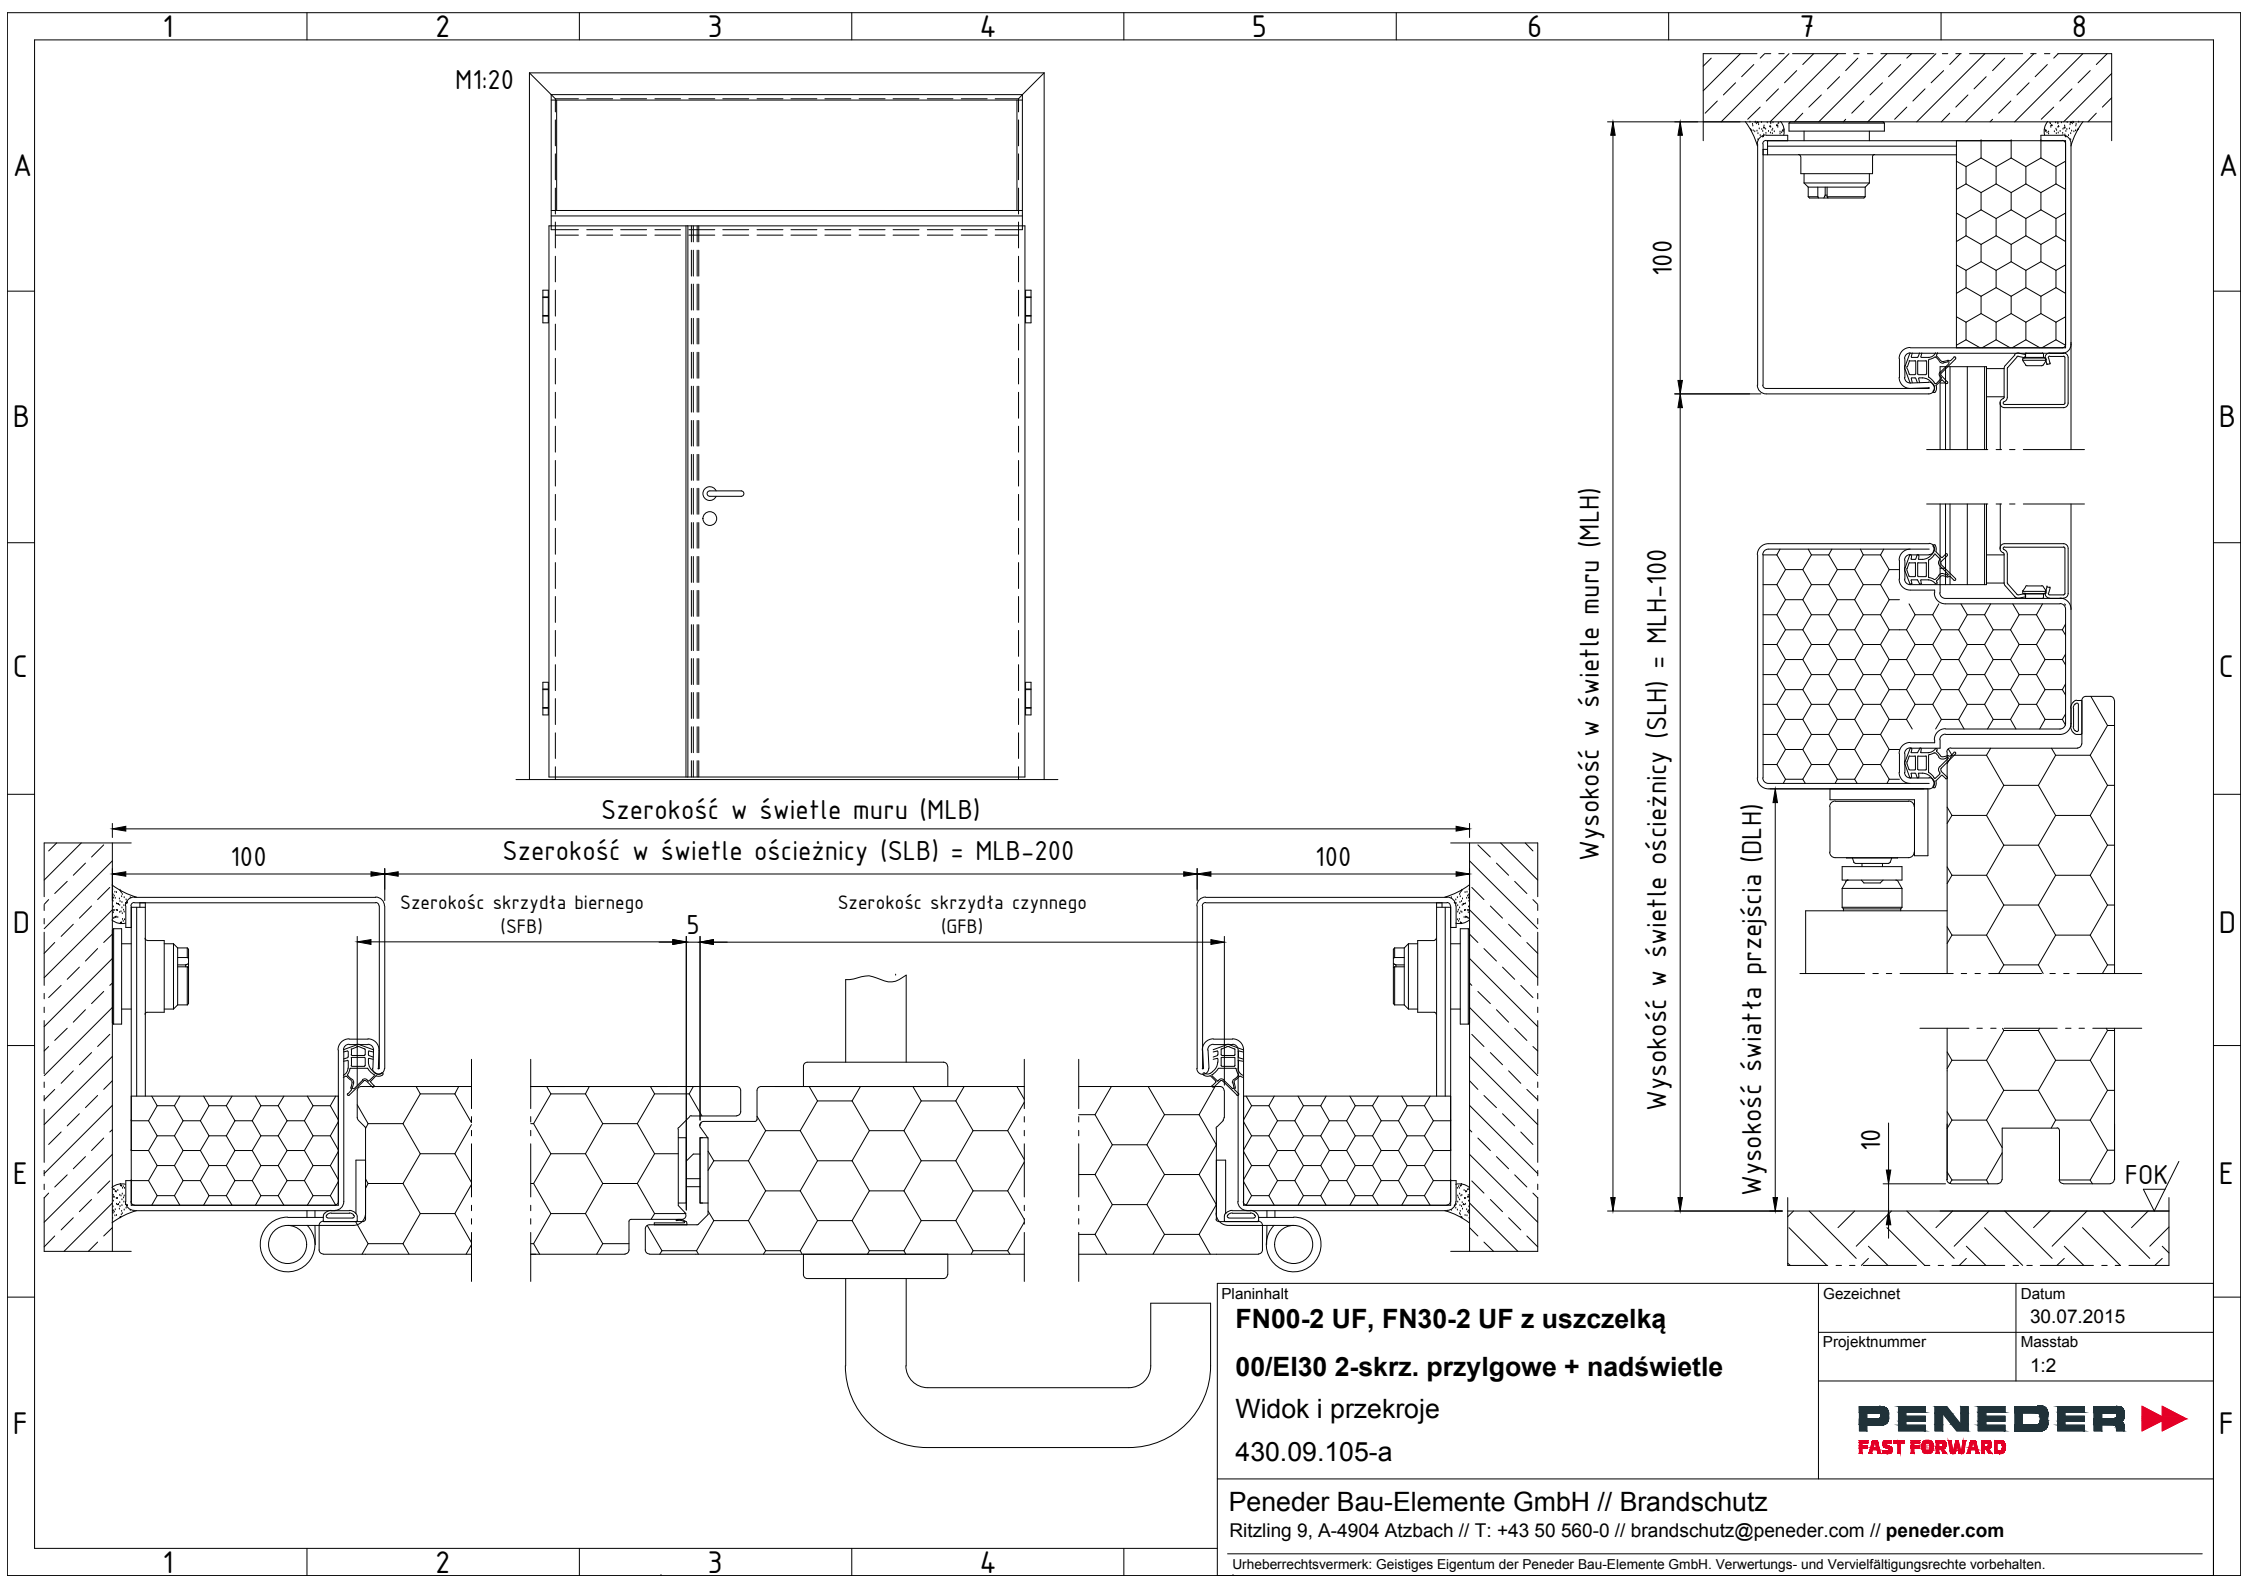 1 2 3 4 5 6 7 8
M1:20
A A
B B
C C
D D
E E
F F
100
Wysokość w świetle muru (MLH)
Wysokość w świetle ościeżnicy (SLH) = MLH-100
Wysokość światła przejścia (DLH)
10
FOK
Szerokość w świetle muru (MLB)
100
Szerokość w świetle ościeżnicy (SLB) = MLB-200
100
Szerokośc skrzydła biernego
(SFB)
5
Szerokośc skrzydła czynnego
(GFB)
Planinhalt
FN00-2 UF, FN30-2 UF z uszczelką
00/EI30 2-skrz. przylgowe + nadświetle
Widok i przekroje
430.09.105-a
Gezeichnet
Datum
30.07.2015
Projektnummer
Masstab
1:2
PENEDER
FAST FORWARD
Peneder Bau-Elemente GmbH // Brandschutz
Ritzling 9, A-4904 Atzbach // T: +43 50 560-0 // brandschutz@peneder.com // peneder.com
Urheberrechtsvermerk: Geistiges Eigentum der Peneder Bau-Elemente GmbH. Verwertungs- und Vervielfältigungsrechte vorbehalten.
1 2 3 4